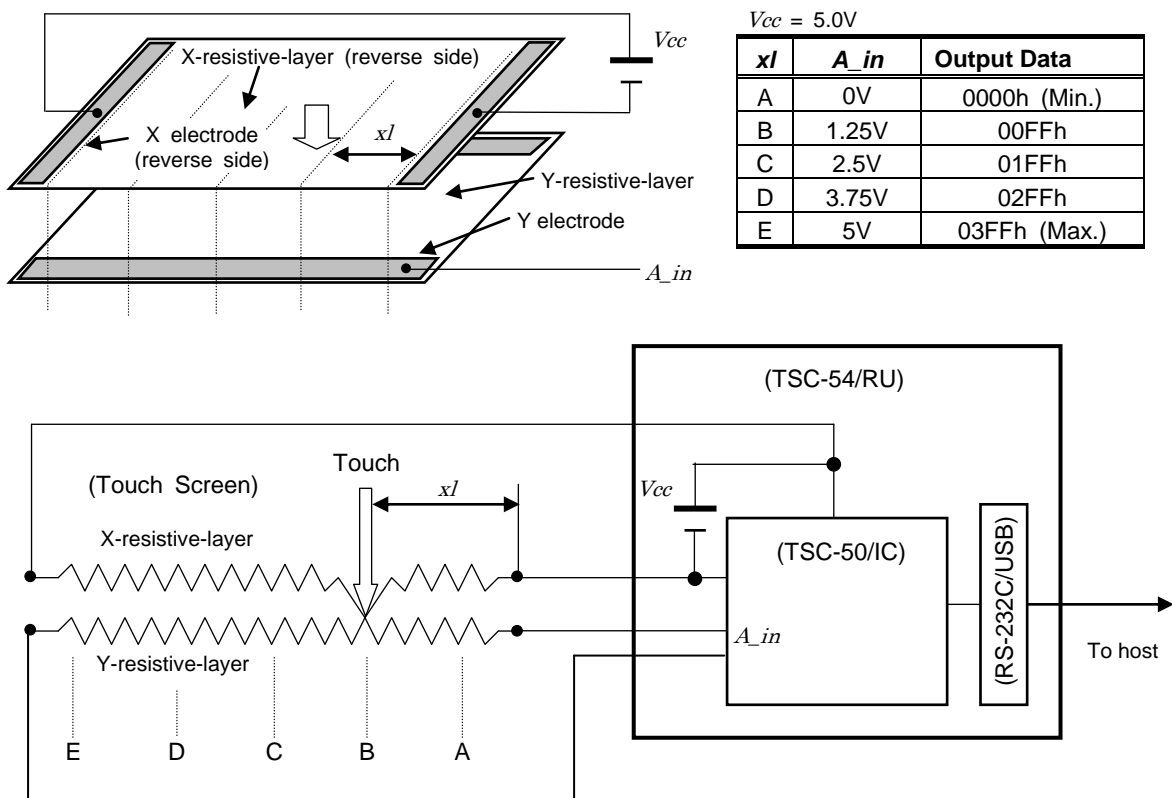 Vcc
X-resistive-layer (reverse side)
X electrode
(reverse side)
xl
Y-resistive-layer
Y electrode
A_in
Vcc = 5.0V
xl A_in Output Data
A 0V 0000h (Min.)
B 1.25V 00FFh
C 2.5V 01FFh
D 3.75V 02FFh
E 5V 03FFh (Max.)
(TSC-54/RU)
Touch
(Touch Screen)
xl
Vcc
X-resistive-layer
(TSC-50/IC)
(RS-232C/USB)
A_in
To host
Y-resistive-layer
E D C B A